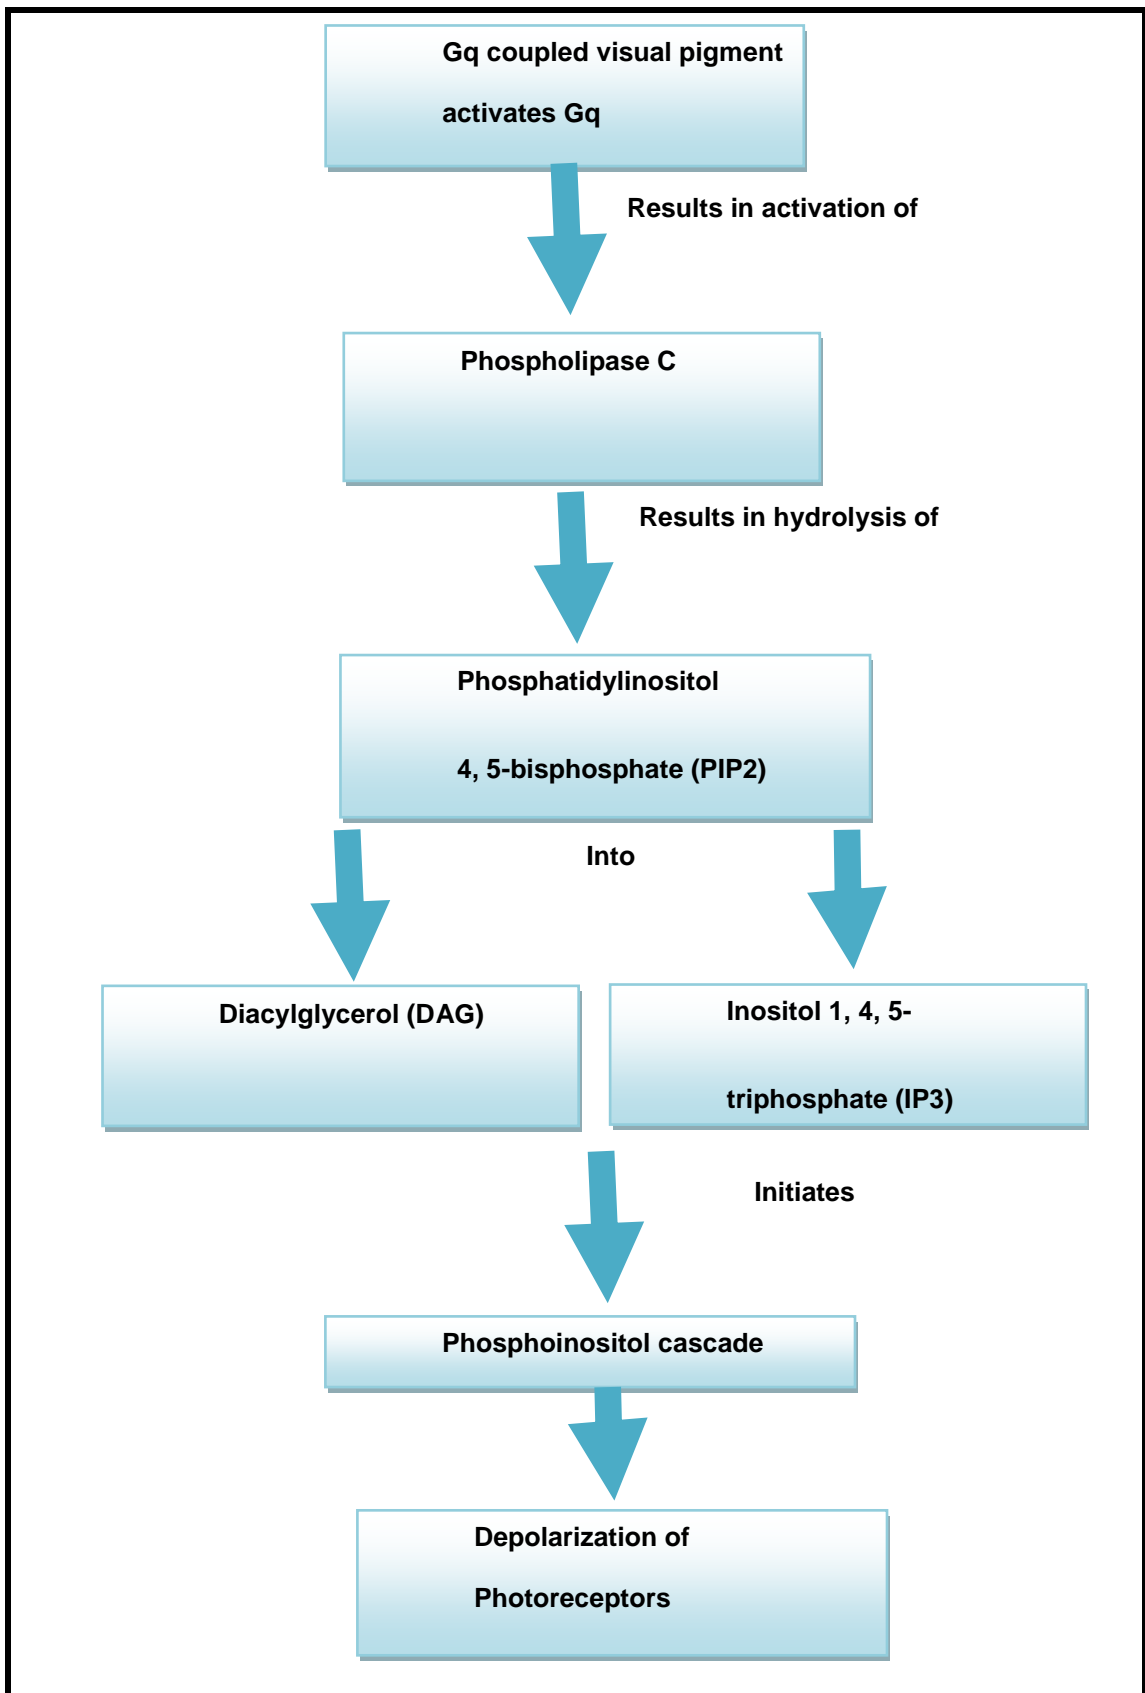 Gq coupled visual pigment
activates Gq
Results in activation of
Phospholipase C
Results in hydrolysis of
Phosphatidylinositol
4, 5-bisphosphate (PIP2)
Into
Diacylglycerol (DAG)
Inositol 1, 4, 5-
triphosphate (IP3)
Initiates
Phosphoinositol cascade
Depolarization of
Photoreceptors